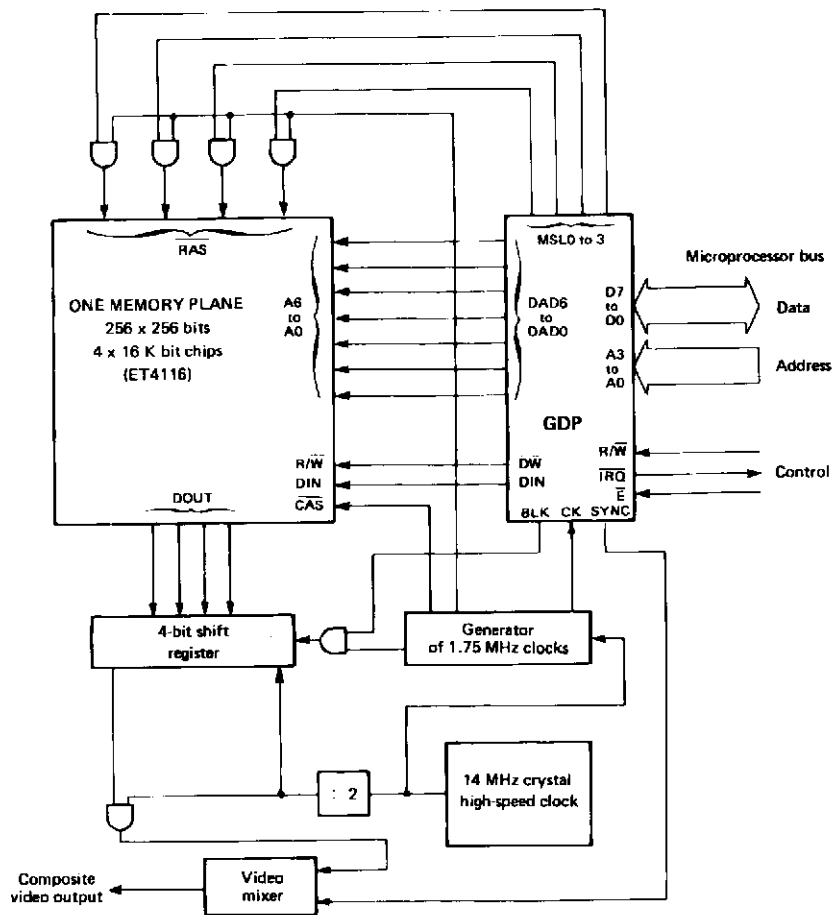 MSL0 to 3
RAS
Microprocessor bus
ONE MEMORY PLANE
256 x 256 bits
4 x 16 K bit chips
(ET4116)
A6
to
A0
DAD6
to
DAD0
D7
to
D0
Data
A3
to
A0
Address
GDP
R/W
DIN
CAS
DW
DIN
R/W
IRQ
E
Control
DOUT
BLK CK SYNC
4-bit shift
register
Generator
of 1.75 MHz clocks
: 2
14 MHz crystal
high-speed clock
Composite
video output
Video
mixer